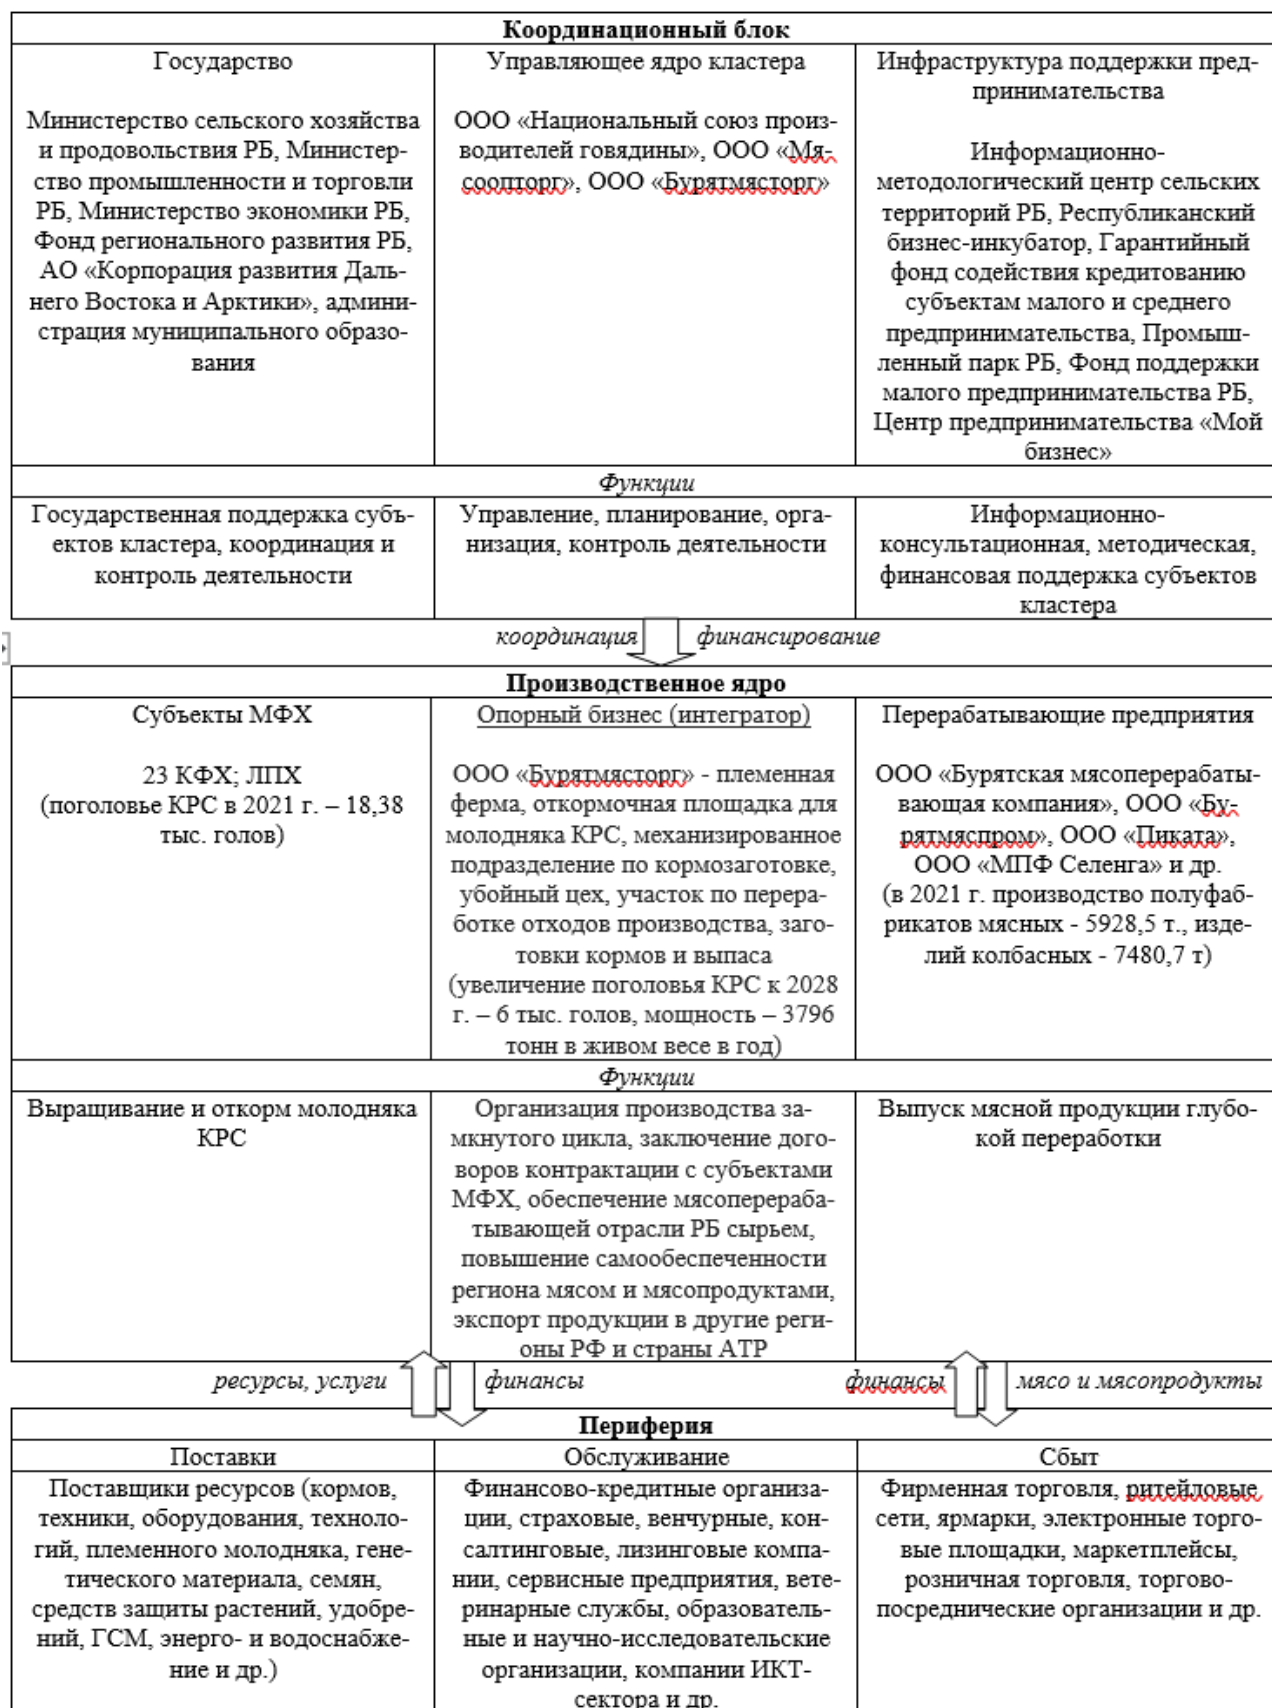 Координационный блок
Государство
Министерство сельского хозяйства
и продовольствия РБ, Министер-
ство промышленности и торговли
РБ, Министерство экономики РБ,
Фонд регионального развития РБ,
АО «Корпорация развития Даль-
него Востока и Арктики», админи-
страция муниципального образо-
вания
Управляющее ядро кластера
ООО «Национальный союз произ-
водителей говядины», ООО «Мя-
соопторг», ООО «Бурятмясторг»
Инфраструктура поддержки пред-
принимательства
Информационно-
методологический центр сельских
территорий РБ, Республиканский
бизнес-инкубатор, Гарантийный
фонд содействия кредитованию
субъектам малого и среднего
предпринимательства, Промыш-
ленный парк РБ, Фонд поддержки
малого предпринимательства РБ,
Центр предпринимательства «Мой
бизнес»
Функции
Государственная поддержка субъ-
ектов кластера, координация и
контроль деятельности
Управление, планирование, орга-
низация, контроль деятельности
Информационно-
консультационная, методическая,
финансовая поддержка субъектов
кластера
координация финансирование
Производственное ядро
Субъекты МФХ
23 КФХ; ЛПХ
(поголовье КРС в 2021 г. – 18,38
тыс. голов)
Опорный бизнес (интегратор)
ООО «Бурятмясторг» - племенная
ферма, откормочная площадка для
молодняка КРС, механизированное
подразделение по кормозаготовке,
убойный цех, участок по перера-
ботке отходов производства, заго-
товки кормов и выпаса
(увеличение поголовья КРС к 2028
г. – 6 тыс. голов, мощность – 3796
тонн в живом весе в год)
Перерабатывающие предприятия
ООО «Бурятская мясоперерабаты-
вающая компания», ООО «Бу-
рятмяспром», ООО «Пиката»,
ООО «МПФ Селенга» и др.
(в 2021 г. производство полуфаб-
рикатов мясных - 5928,5 т., изде-
лий колбасных - 7480,7 т)
Функции
Выращивание и откорм молодняка
КРС
Организация производства за-
мкнутого цикла, заключение дого-
воров контрактации с субъектами
МФХ, обеспечение мясоперераба-
тывающей отрасли РБ сырьем,
повышение самообеспеченности
региона мясом и мясопродуктами,
экспорт продукции в другие реги-
оны РФ и страны АТР
Выпуск мясной продукции глубо-
кой переработки
ресурсы, услуги финансы финансы мясо и мясопродукты
Периферия
Поставки
Поставщики ресурсов (кормов,
техники, оборудования, техноло-
гий, племенного молодняка, гене-
тического материала, семян,
средств защиты растений, удобре-
ний, ГСМ, энерго- и водоснабже-
ние и др.)
Обслуживание
Финансово-кредитные организа-
ции, страховые, венчурные, кон-
салтинговые, лизинговые компа-
нии, сервисные предприятия, вете-
ринарные службы, образователь-
ные и научно-исследовательские
организации, компании ИКТ-
сектора и др.
Сбыт
Фирменная торговля, ритейловые
сети, ярмарки, электронные торго-
вые площадки, маркетплейсы,
розничная торговля, торгово-
посреднические организации и др.